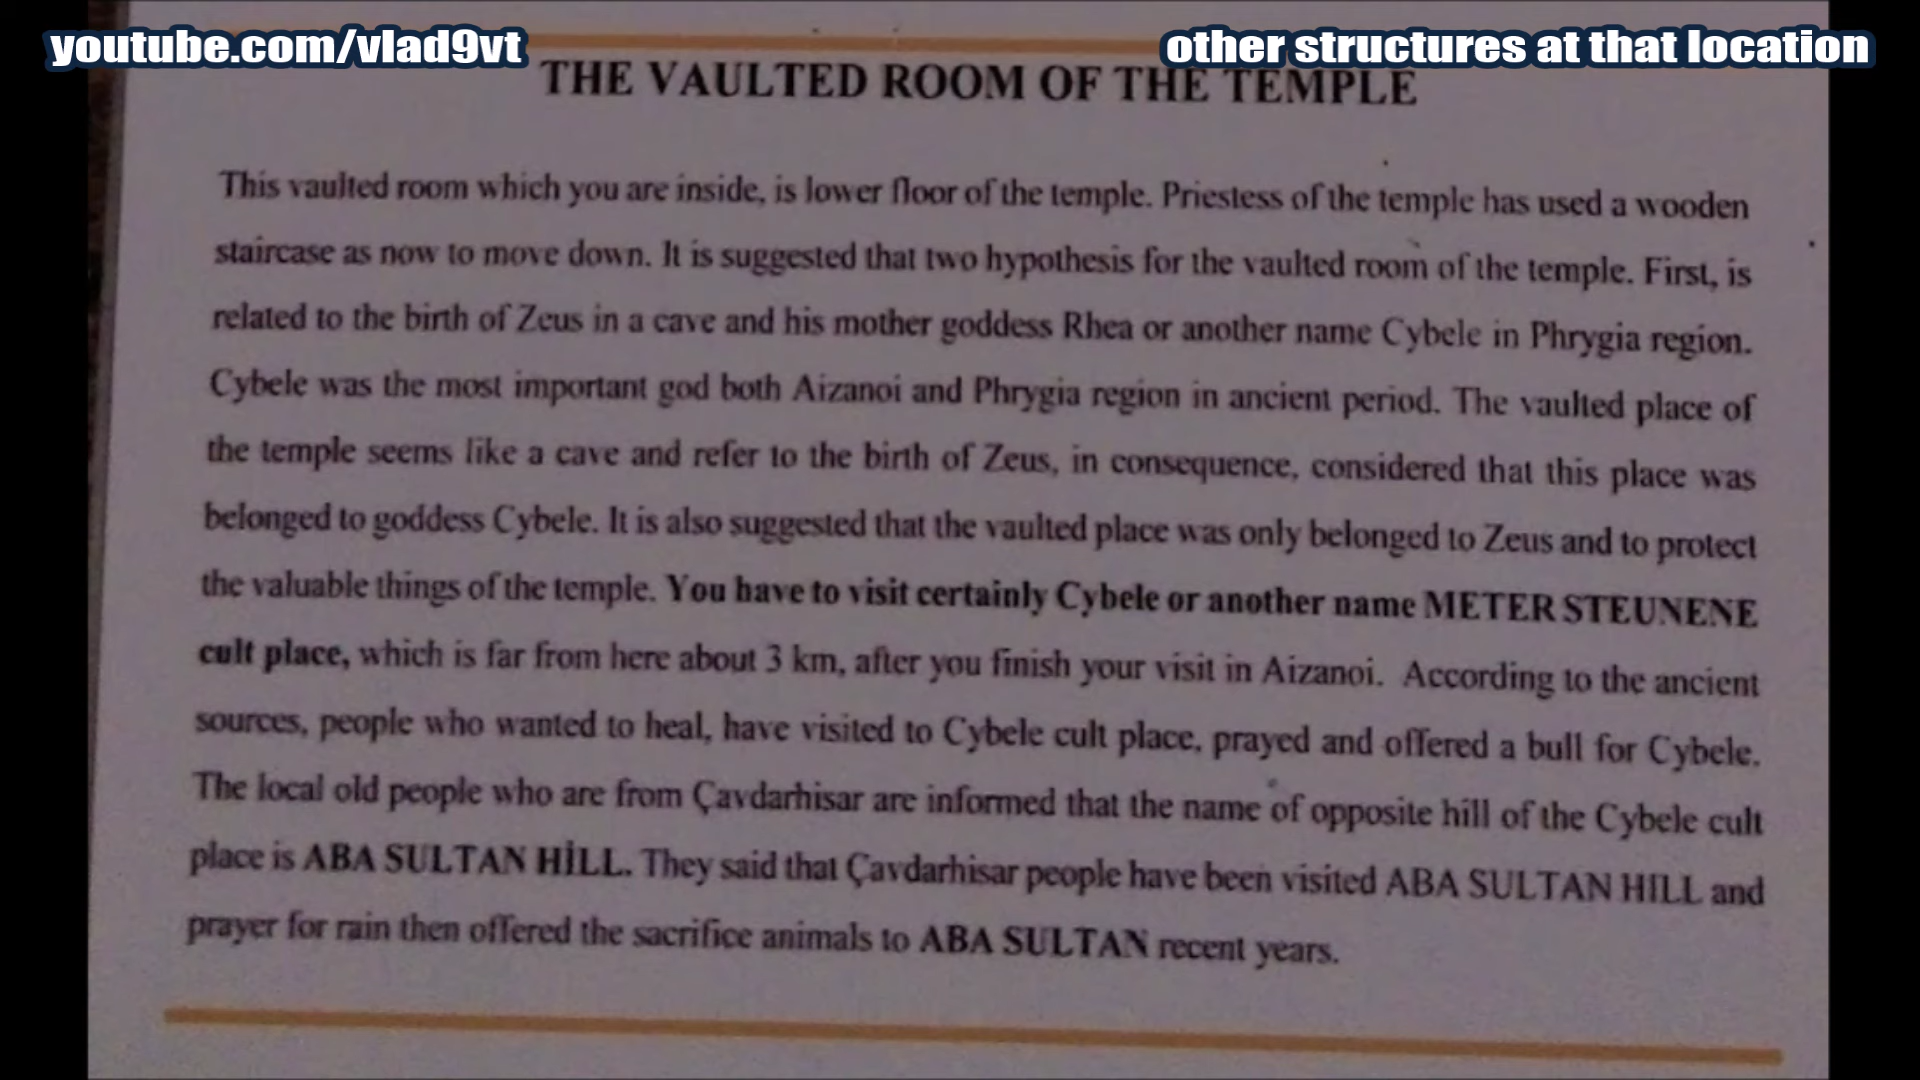 youtube.com/vlad9vt
other structures at that location
THE VAULTED ROOM OF THE TEMPLE
This vaulted room which you are inside, is lower floor of the temple. Priestess of the temple has used a wooden
staircase as now to move down. It is suggested that two hypothesis for the vaulted room of the temple. First, is
related to the birth of Zeus in a cave and his mother goddess Rhea or another name Cybele in Phrygia region.
Cybele was the most important god both Aizanoi and Phrygia region in ancient period. The vaulted place of
the temple seems like a cave and refer to the birth of Zeus, in consequence, considered that this place was
belonged to goddess Cybele. It is also suggested that the vaulted place was only belonged to Zeus and to protect
the valuable things of the temple. You have to visit certainly Cybele or another name METER STEUNENE
cult place, which is far from here about 3 km, after you finish your visit in Aizanoi. According to the ancient
sources, people who wanted to heal, have visited to Cybele cult place, prayed and offered a bull for Cybele.
The local old people who are from Çavdarhisar are informed that the name of opposite hill of the Cybele cult
place is ABA SULTAN HİLL. They said that Çavdarhisar people have been visited ABA SULTAN HILL and
prayer for rain then offered the sacrifice animals to ABA SULTAN recent years.